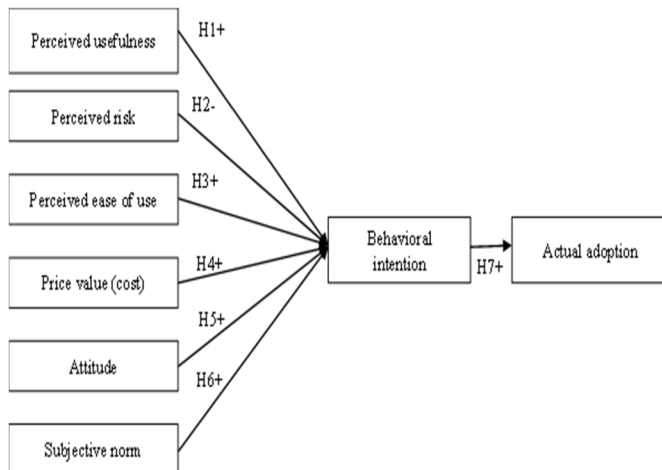 Perceived usefulness
H1+
Perceived risk
H2-
Perceived ease of use
H3+
Price value (cost)
H4+
Attitude
H5+
Subjective norm
H6+
Behavioral
intention
H7+
Actual adoption